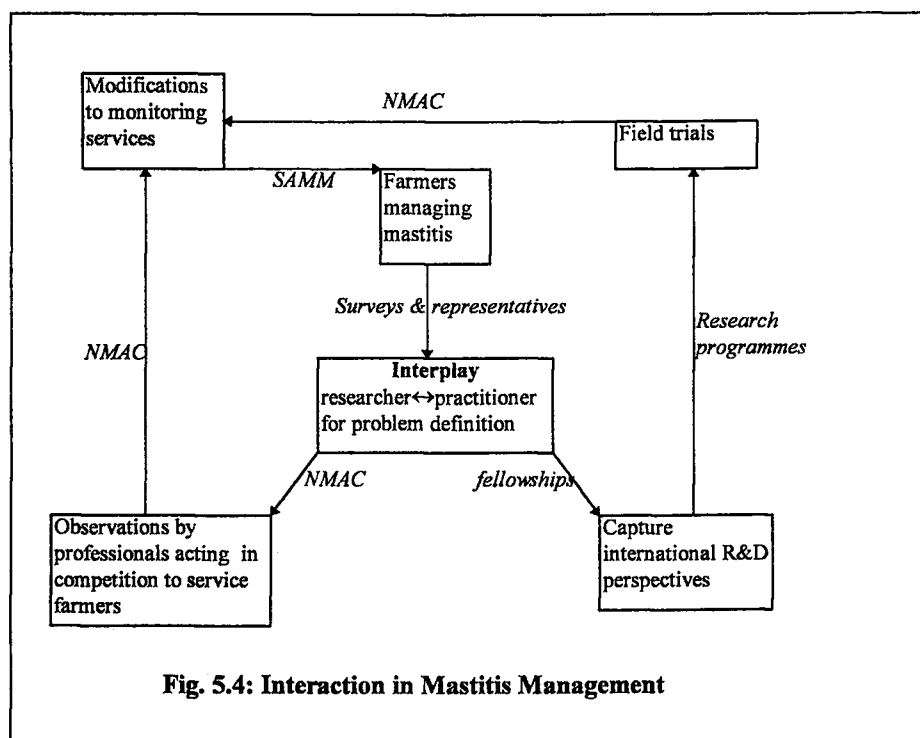 Modifications
to monitoring
services
NMAC
Field trials
SAMM
Farmers
managing
mastitis
Surveys & representatives
NMAC
Research
programmes
Interplay
researcher↔practitioner
for problem definition
NMAC
fellowships
Observations by
professionals acting in
competition to service
farmers
Capture
international R&D
perspectives
Fig. 5.4: Interaction in Mastitis Management